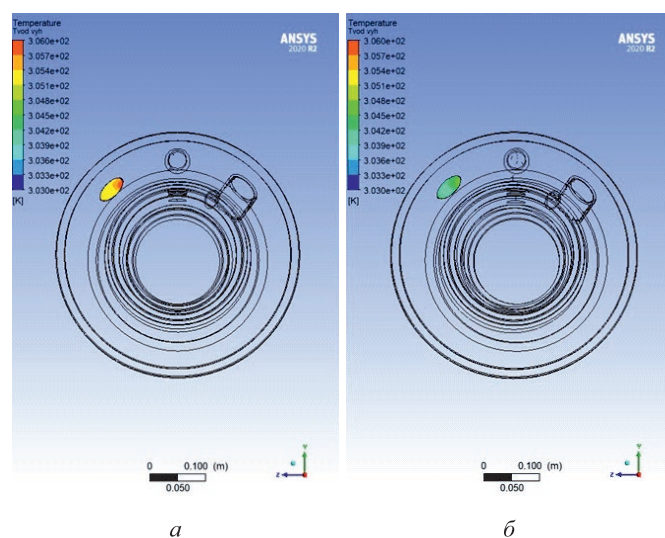 Temperature
Tvod vyh
3.060e+02
3.057e+02
3.054e+02
3.051e+02
3.048e+02
3.045e+02
3.042e+02
3.039e+02
3.036e+02
3.033e+02
3.030e+02
[K]
ANSYS
2020 R2
0 0.100 (m)
0.050
Y
Z
а
Temperature
Tvod vyh
3.060e+02
3.057e+02
3.054e+02
3.051e+02
3.048e+02
3.045e+02
3.042e+02
3.039e+02
3.036e+02
3.033e+02
3.030e+02
[K]
ANSYS
2020 R2
0 0.100 (m)
0.050
Y
Z
б